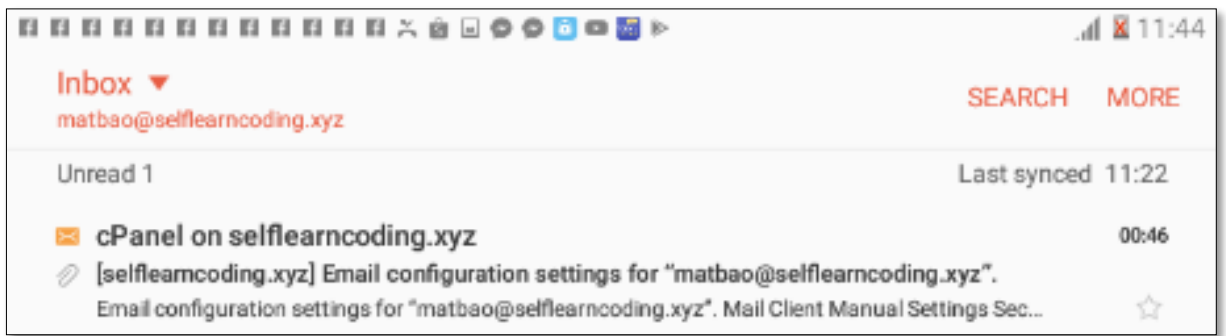 11:44
Inbox
SEARCH MORE
matbao@selflearncoding.xyz
Unread 1 Last synced 11:22
cPanel on selflearncoding.xyz 00:46
[selflearncoding.xyz] Email configuration settings for “matbao@selflearncoding.xyz”.
Email configuration settings for “matbao@selflearncoding.xyz”. Mail Client Manual Settings Sec...